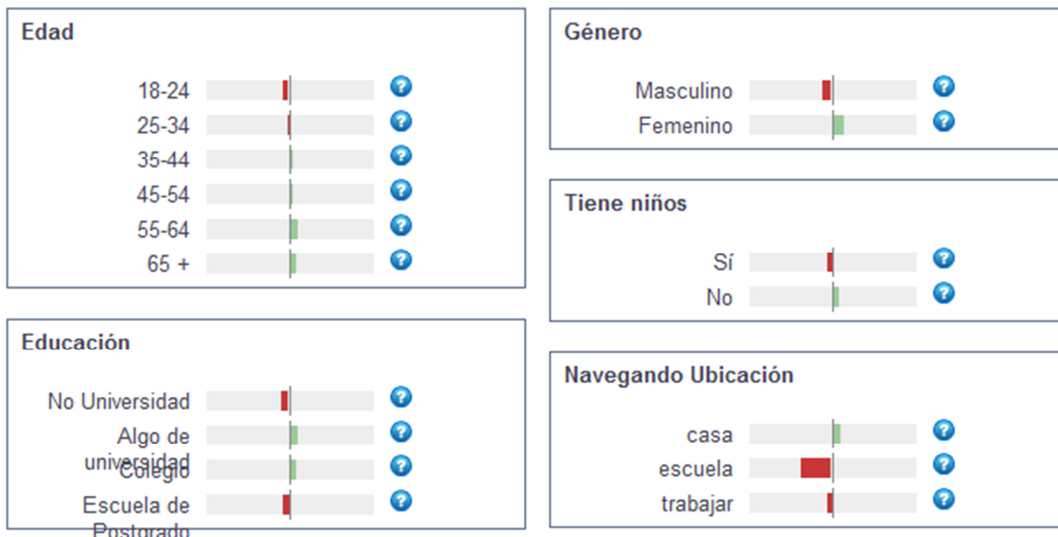 Edad
18-24
25-34
35-44
45-54
55-64
65 +
Género
Masculino
Femenino
Tiene niños
Sí
No
Educación
No Universidad
Algo de
universidad
Colegio
Escuela de
Postgrado
Navegando Ubicación
casa
escuela
trabajar